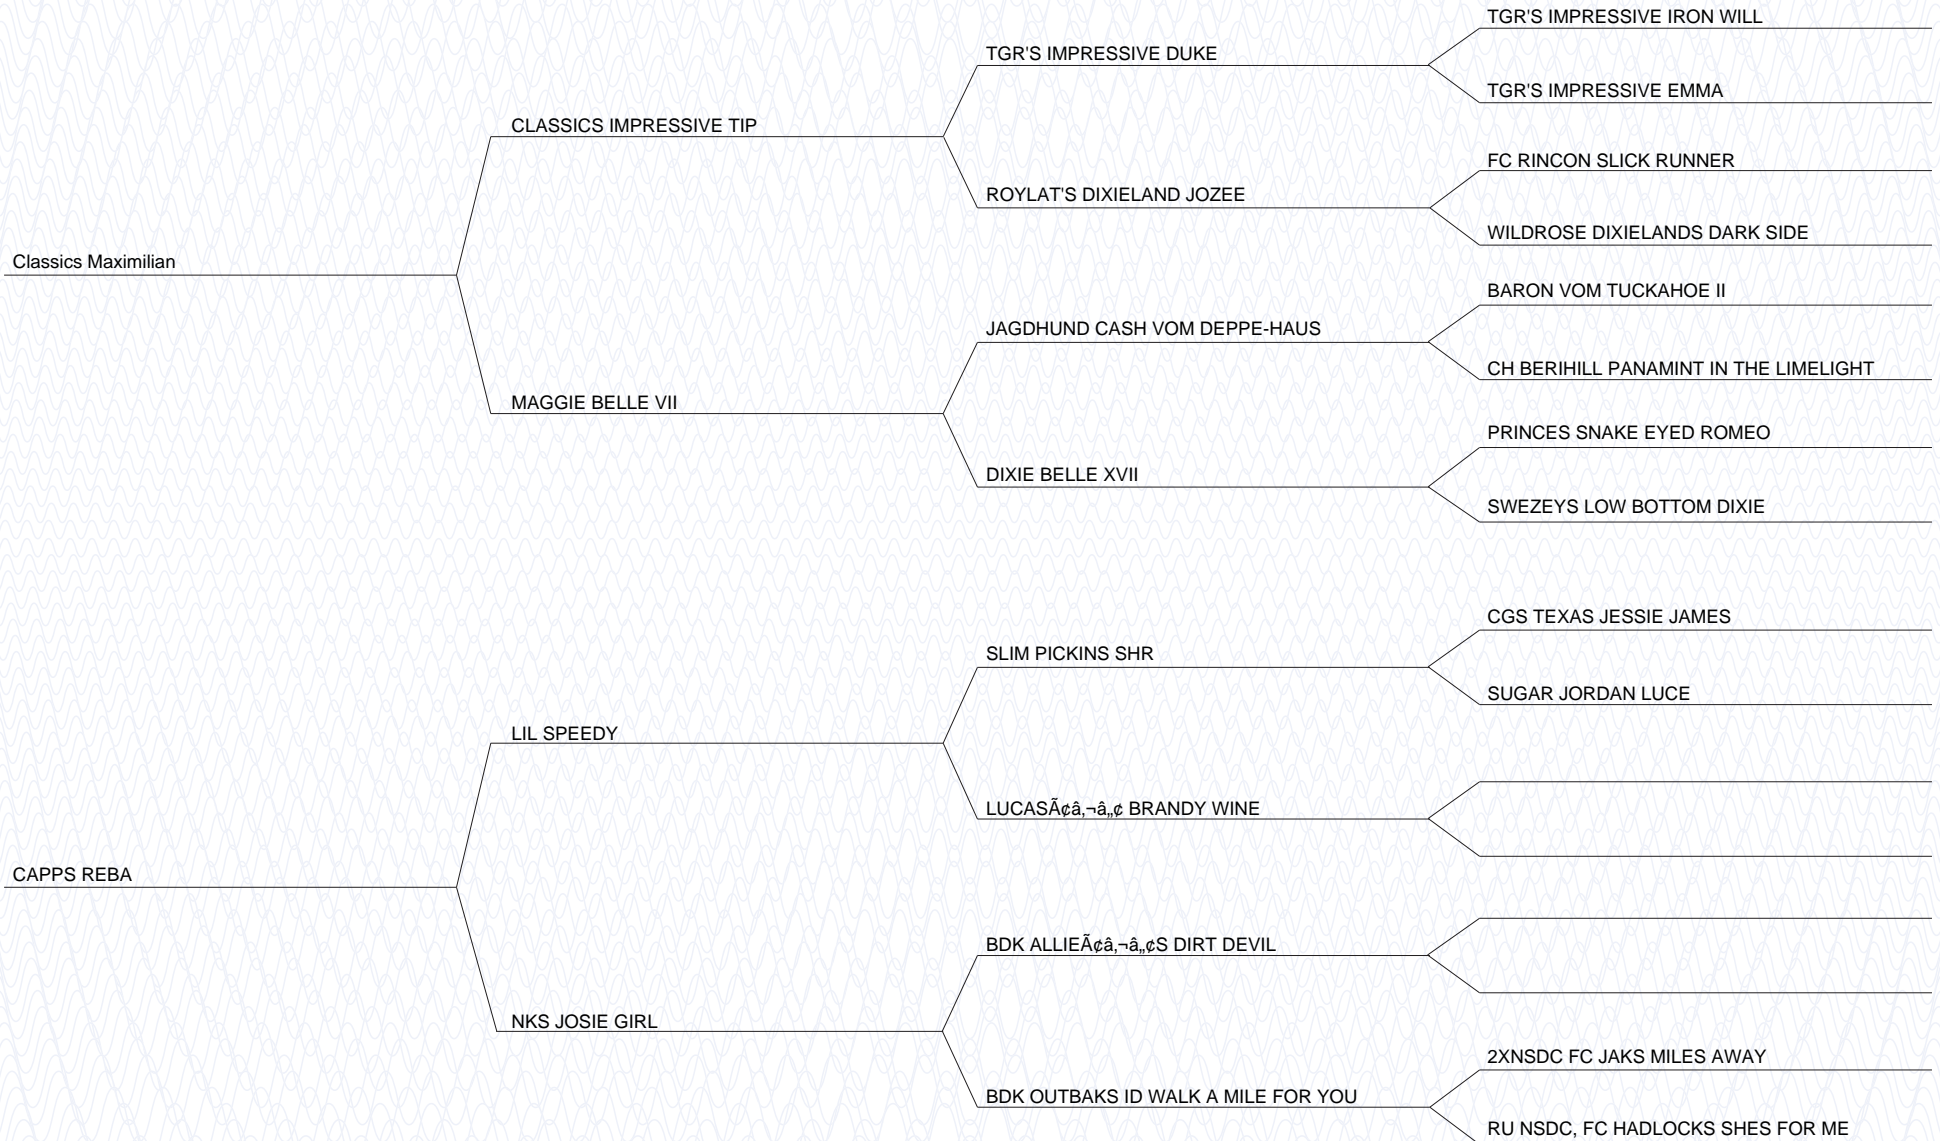 TGR'S IMPRESSIVE IRON WILL
TGR'S IMPRESSIVE DUKE
TGR'S IMPRESSIVE EMMA
CLASSICS IMPRESSIVE TIP
FC RINCON SLICK RUNNER
ROYLAT'S DIXIELAND JOZEE
WILDROSE DIXIELANDS DARK SIDE
Classics Maximilian
BARON VOM TUCKAHOE II
JAGDHUND CASH VOM DEPPE-HAUS
CH BERIHILL PANAMINT IN THE LIMELIGHT
MAGGIE BELLE VII
PRINCES SNAKE EYED ROMEO
DIXIE BELLE XVII
SWEZEYS LOW BOTTOM DIXIE
CGS TEXAS JESSIE JAMES
SLIM PICKINS SHR
SUGAR JORDAN LUCE
LIL SPEEDY
LUCASÃ¢â‚¬â„¢ BRANDY WINE
CAPPS REBA
BDK ALLIEÃ¢â‚¬â„¢S DIRT DEVIL
NKS JOSIE GIRL
2XNSDC FC JAKS MILES AWAY
BDK OUTBAKS ID WALK A MILE FOR YOU
RU NSDC, FC HADLOCKS SHES FOR ME